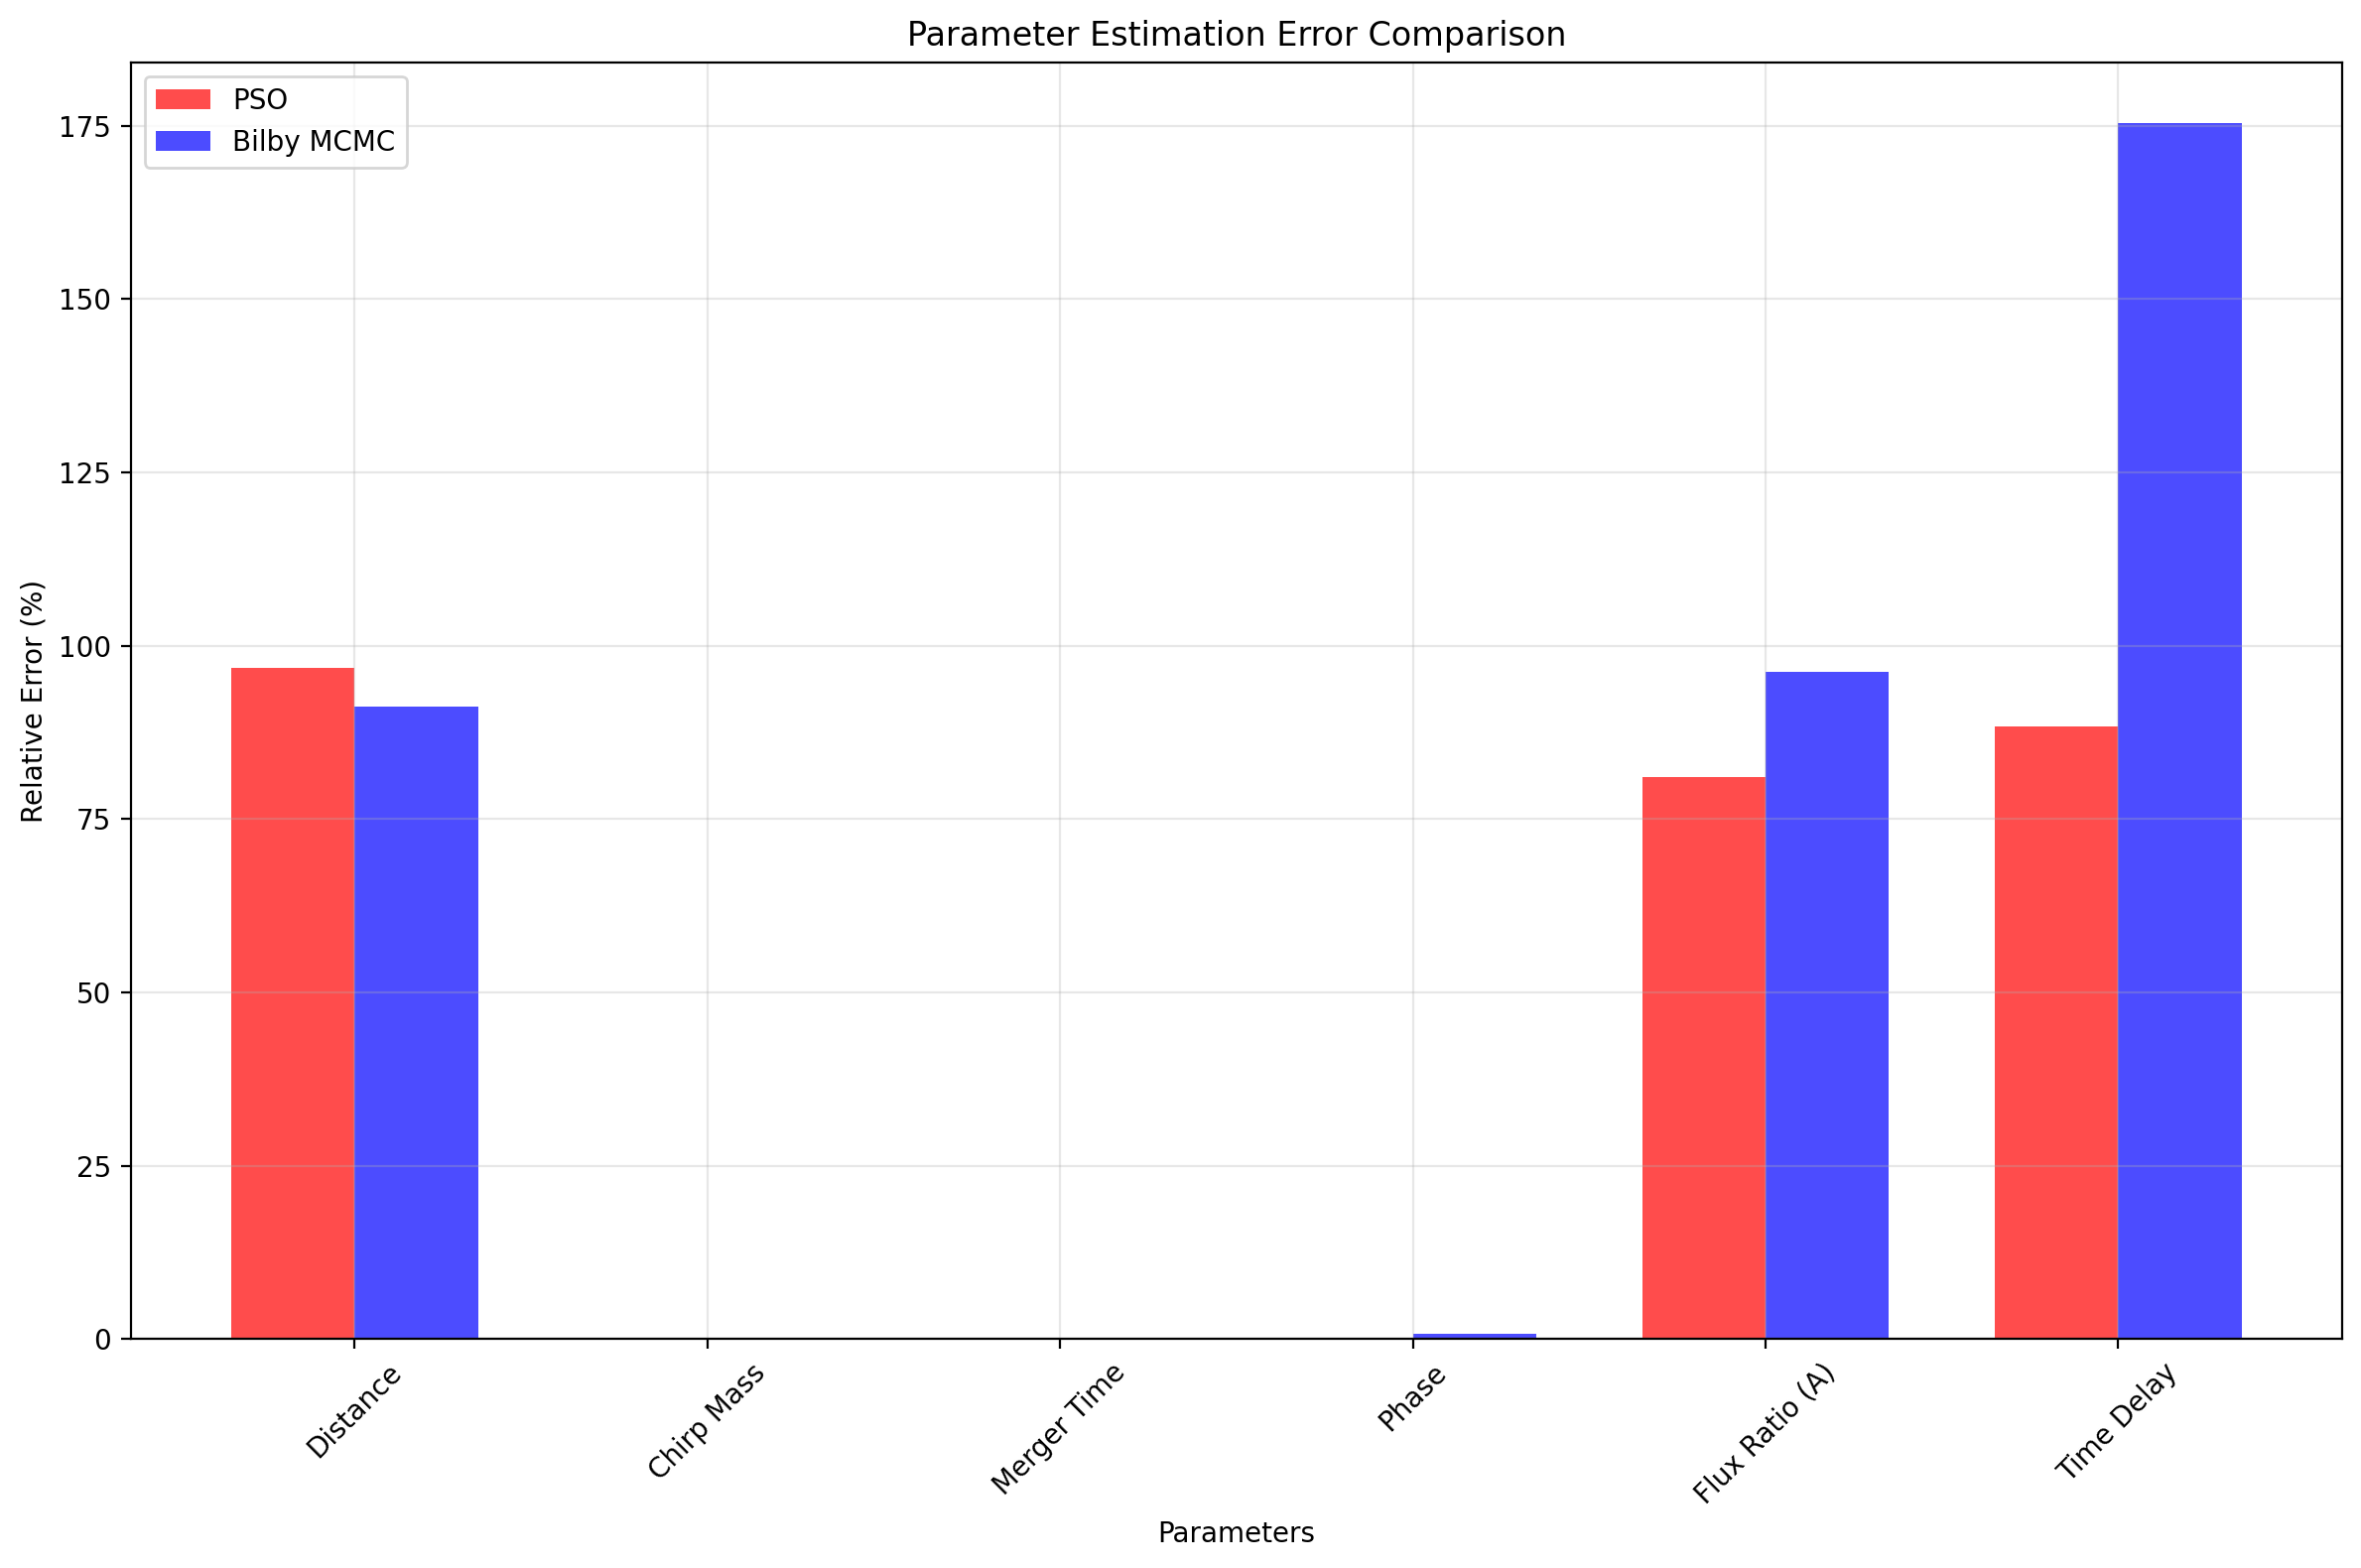 Parameter Estimation Error Comparison
PSO
Bilby MCMC
175
150
125
100
75
50
25
0
Relative Error (%)
Distance
Chirp Mass
Merger Time
Phase
Flux Ratio (A)
Time Delay
Parameters